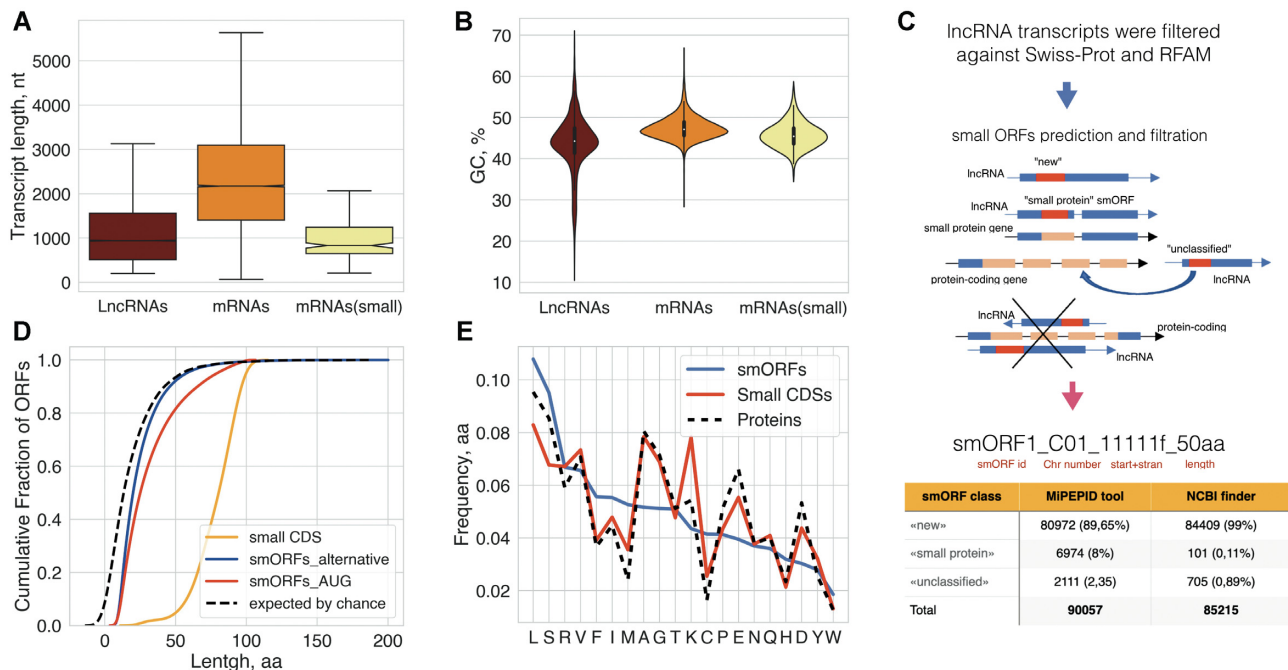 A
Transcript length, nt
5000
4000
3000
2000
1000
0
LncRNAs
mRNAs
mRNAs(small)
B
GC, %
70
60
50
40
30
20
10
LncRNAs
mRNAs
mRNAs(small)
C
lncRNA transcripts were filtered
against Swiss-Prot and RFAM
small ORFs prediction and filtration
"new"
lncRNA
"small protein" smORF
lncRNA
small protein gene
"unclassified"
protein-coding gene
lncRNA
lncRNA
protein-coding
lncRNA
smORF1_C01_11111f_50aa
smORF id Chr number start+stran length
smORF class MiPEPID tool NCBI finder
«new» 80972 (89,65%) 84409 (99%)
«small protein» 6974 (8%) 101 (0,11%)
«unclassified» 2111 (2,35) 705 (0,89%)
Total 90057 85215
D
Cumulative Fraction of ORFs
1.0
0.8
0.6
0.4
0.2
0.0
0 50 100 150 200
Lentgh, aa
small CDS
smORFs_alternative
smORFs_AUG
expected by chance
E
Frequency, aa
0.10
0.08
0.06
0.04
0.02
smORFs
Small CDSs
Proteins
L S R V F I M A G T K C P E N Q H D Y W